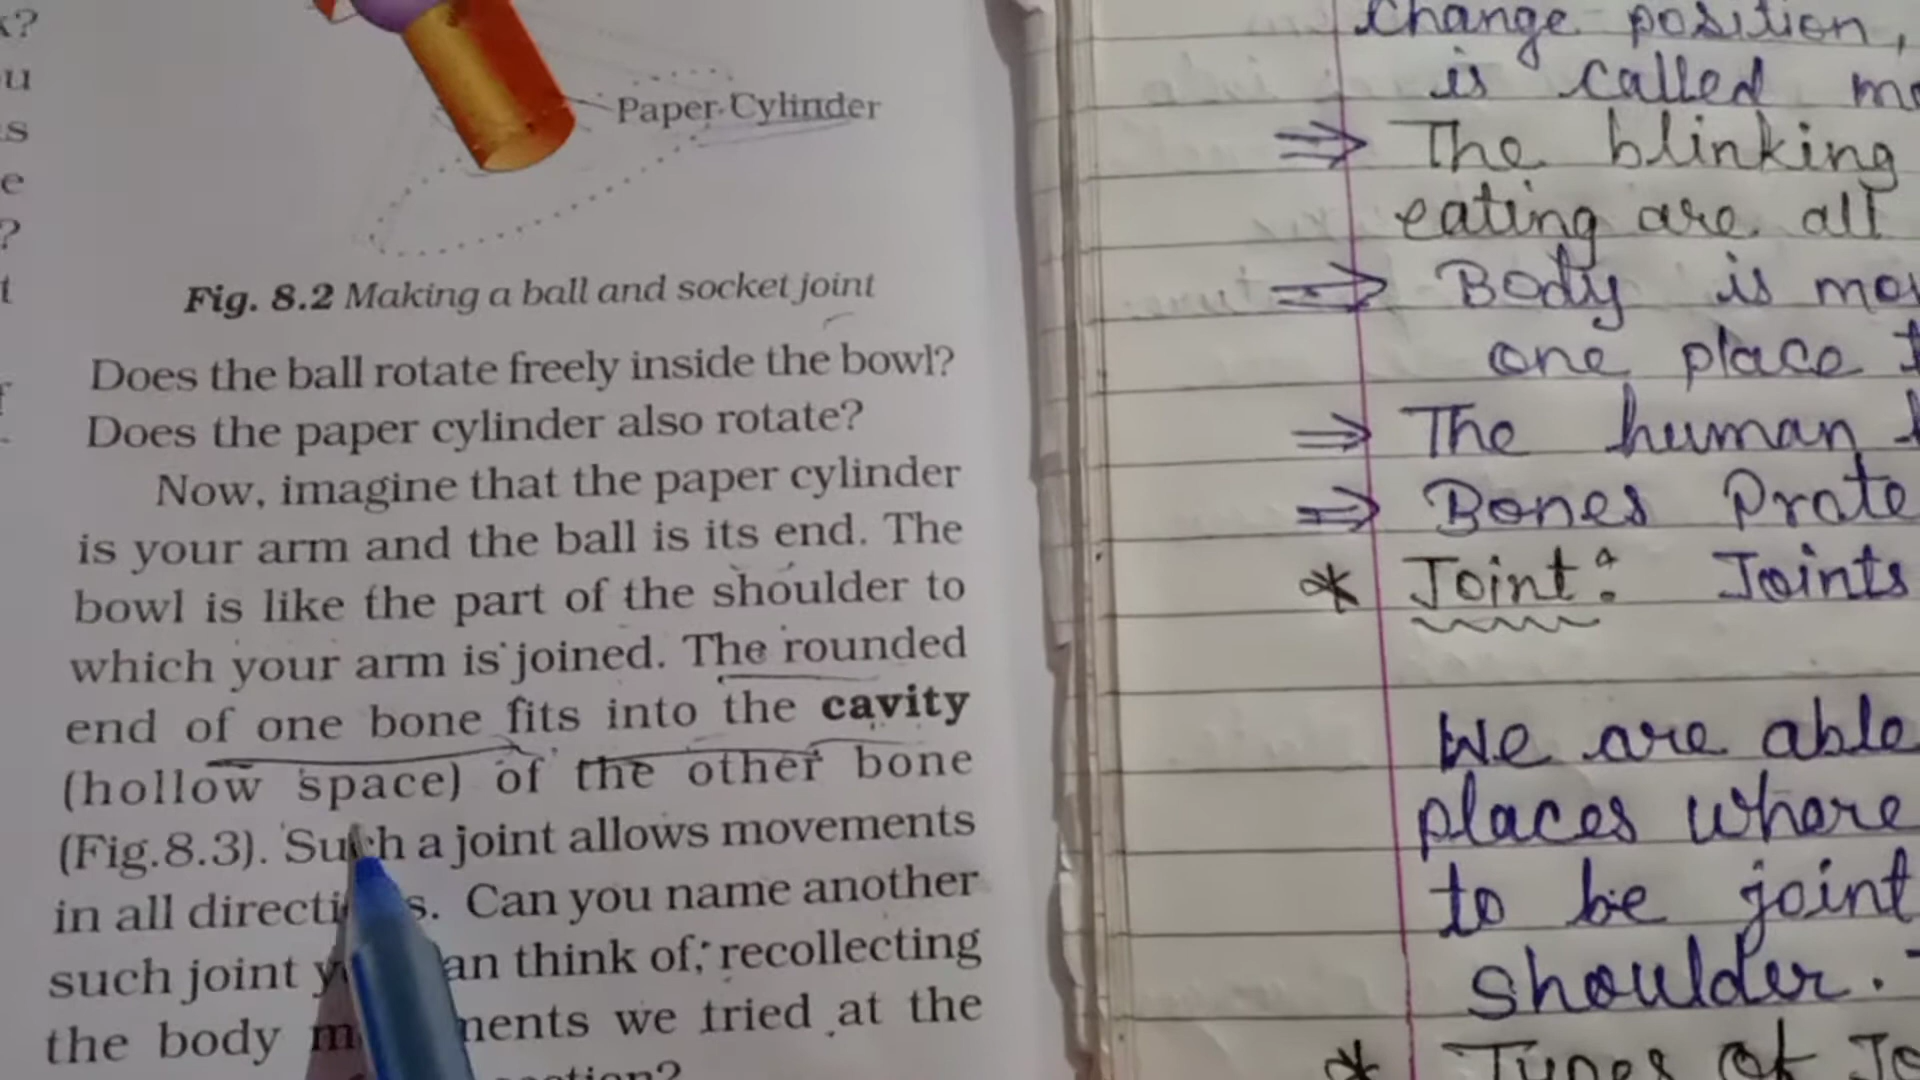 k?
ou
s
e
?
t
Paper Cylinder
Fig. 8.2 Making a ball and socket joint
Does the ball rotate freely inside the bowl?
Does the paper cylinder also rotate?
Now, imagine that the paper cylinder
is your arm and the ball is its end. The
bowl is like the part of the shoulder to
which your arm is joined. The rounded
end of one bone fits into the cavity
(hollow space) of the other bone
(Fig.8.3). Such a joint allows movements
in all directi s. Can you name another
such joint y an think of, recollecting
the body m ments we tried at the
Change position,
is called mo
The blinking
eating are all
Body is mov
one place t
The human
Bones Prote
* Joint: Joints
We are able
places where
to be joint
shoulder.
* Types of Jo